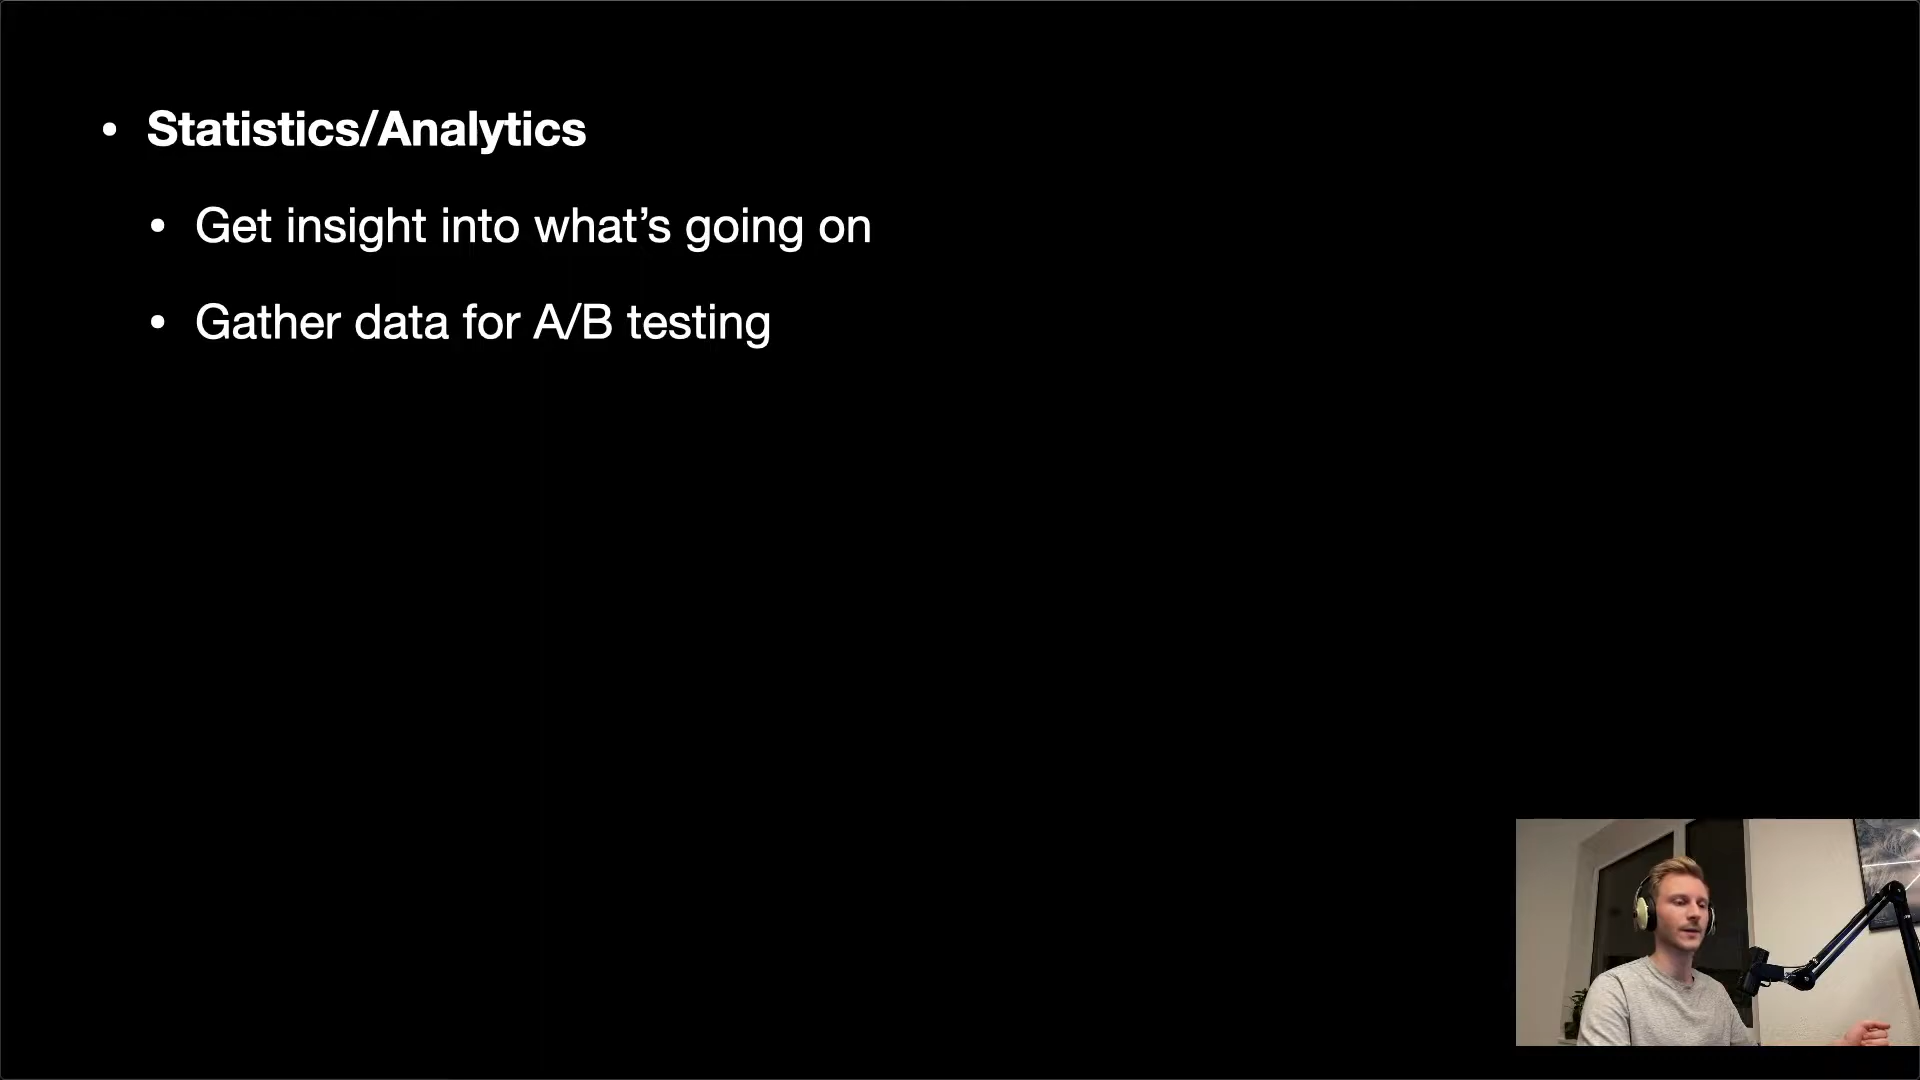 • Statistics/Analytics
• Get insight into what’s going on
• Gather data for A/B testing